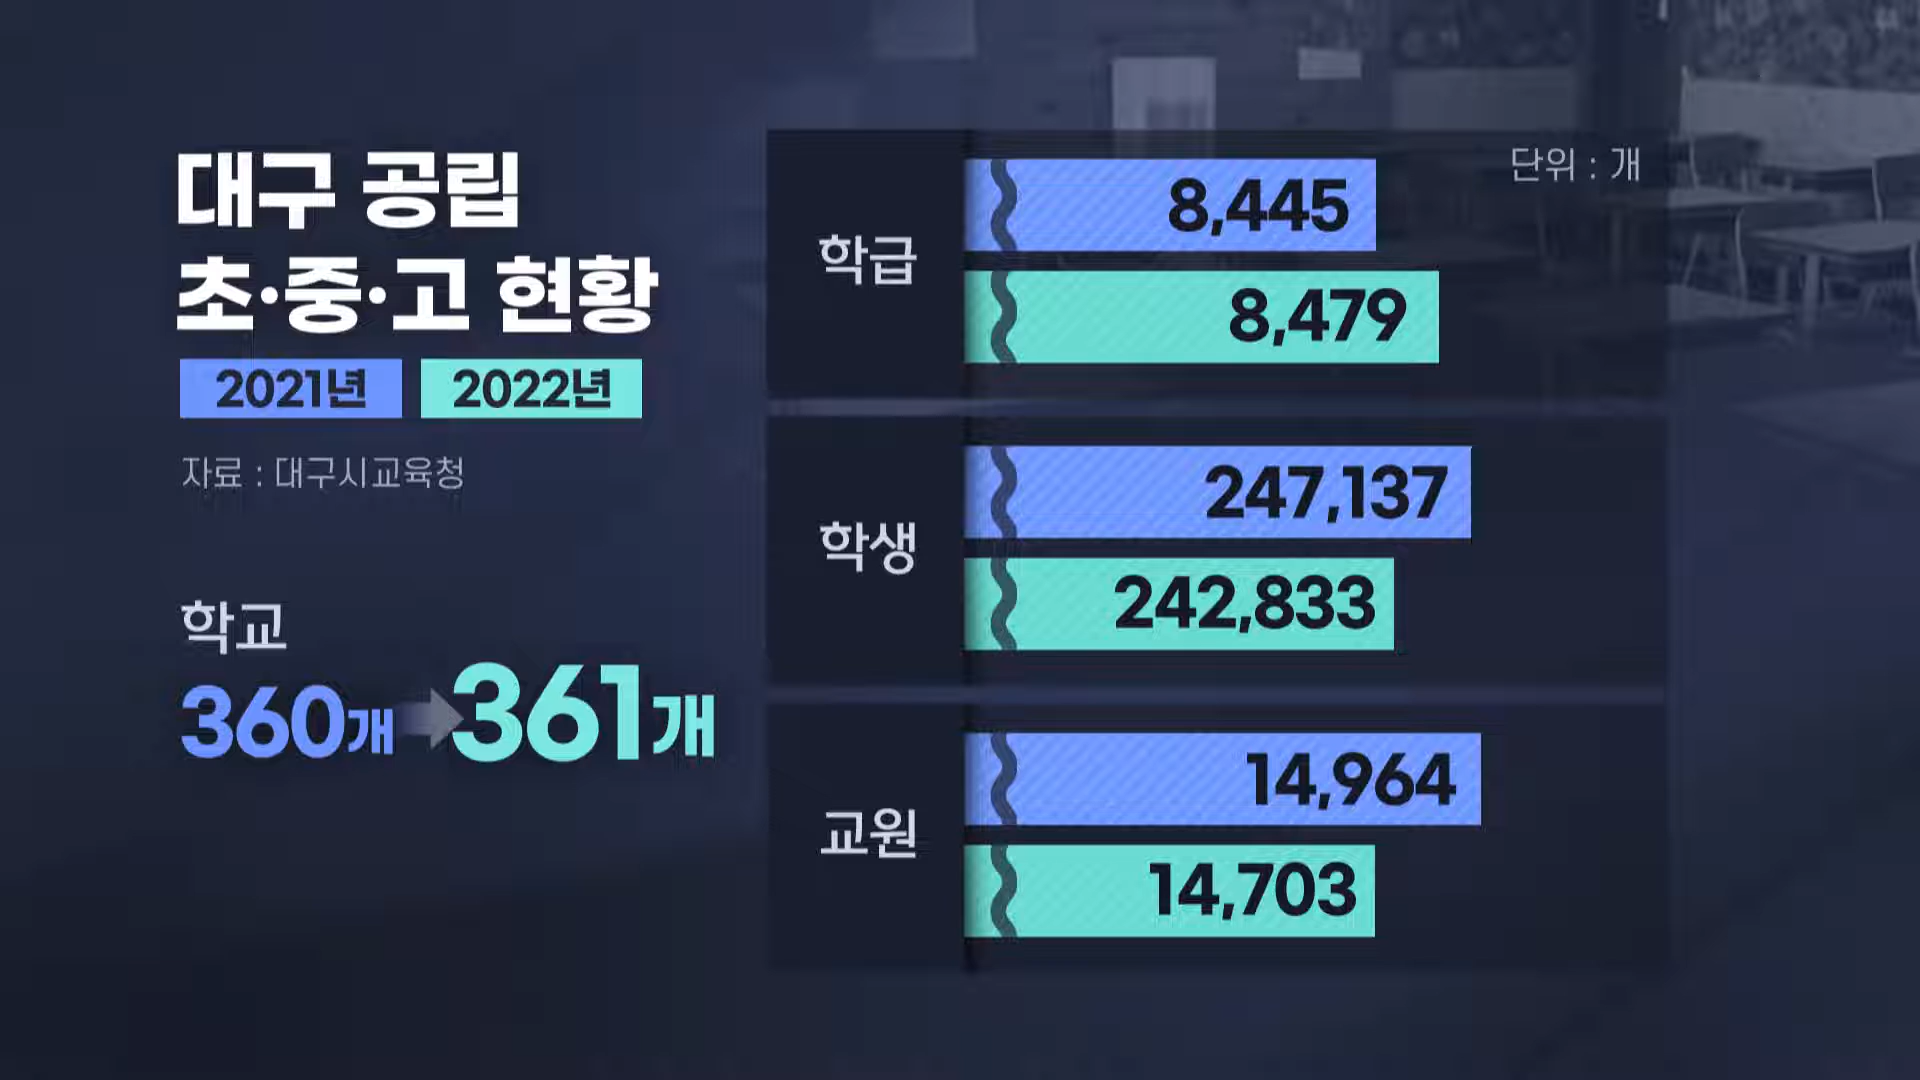 대구 공립
초·중·고 현황
2021년 2022년
자료 : 대구시교육청
학교
360개 361개
단위 : 개
학급
8,445
8,479
학생
247,137
242,833
교원
14,964
14,703